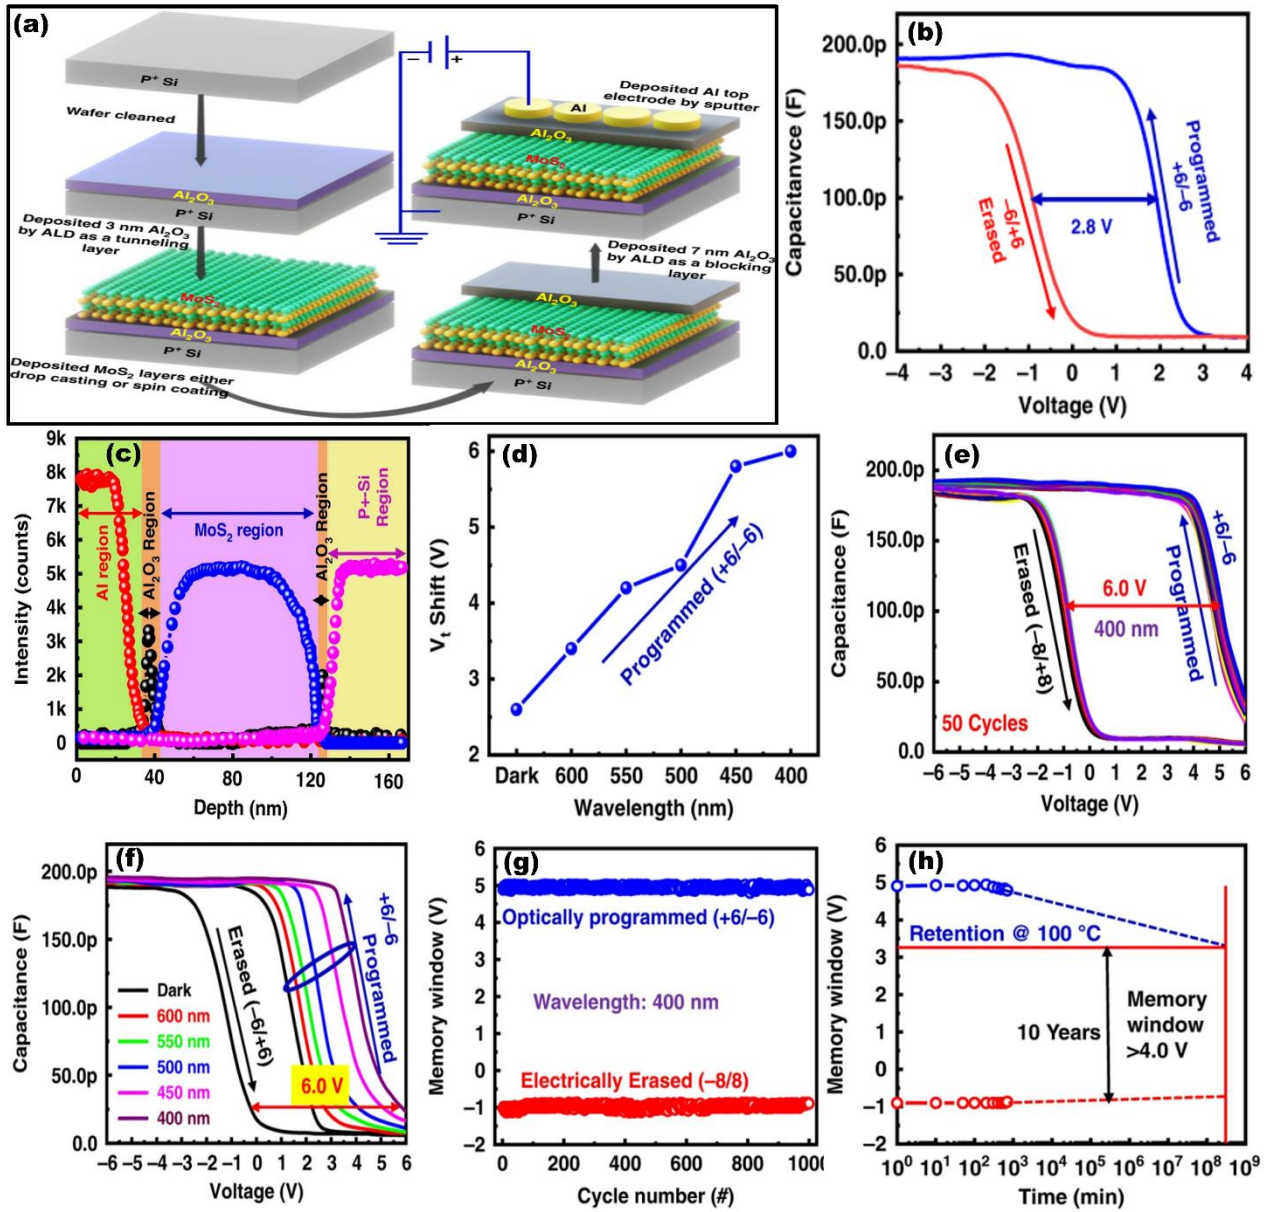 (a)
P⁺ Si
Wafer cleaned
Al₂O₃
P⁺ Si
Deposited 3 nm Al₂O₃
by ALD as a tunneling
layer
MoS₂
Al₂O₃
P⁺ Si
Deposited MoS₂ layers either
drop casting or spin coating
– +
Deposited Al top
electrode by sputter
Al
Al₂O₃
MoS₂
Al₂O₃
P⁺ Si
Deposited 7 nm Al₂O₃
by ALD as a blocking
layer
Al₂O₃
MoS₂
Al₂O₃
P⁺ Si
(b)
Capacitanvce (F)
200.0p
150.0p
100.0p
50.0p
0.0
–6/+6
Erased
2.8 V
Programmed
+6/–6
–4 –3 –2 –1 0 1 2 3 4
Voltage (V)
(c)
Intensity (counts)
9k
8k
7k
6k
5k
4k
3k
2k
1k
0
Al region
Al₂O₃ Region
MoS₂ region
Al₂O₃ Region
P+-Si
Region
0 40 80 120 160
Depth (nm)
(d)
Vₜ Shift (V)
6
5
4
3
2
Programmed (+6/–6)
Dark 600 550 500 450 400
Wavelength (nm)
(e)
Capacitance (F)
200.0p
150.0p
100.0p
50.0p
0.0
Erased (–8/+8)
6.0 V
400 nm
+6/–6
Programmed
50 Cycles
–6 –5 –4 –3 –2 –1 0 1 2 3 4 5 6
Voltage (V)
(f)
Capacitance (F)
200.0p
150.0p
100.0p
50.0p
0.0
Erased (–6/+6)
+6/–6
Programmed
Dark
600 nm
550 nm
500 nm
450 nm
400 nm
6.0 V
–6 –5 –4 –3 –2 –1 0 1 2 3 4 5 6
Voltage (V)
(g)
Memory window (V)
6
5
4
3
2
1
0
–1
–2
Optically programmed (+6/–6)
Wavelength: 400 nm
Electrically Erased (–8/8)
0 200 400 600 800 1000
Cycle number (#)
(h)
Memory window (V)
6
5
4
3
2
1
0
–1
–2
Retention @ 100 °C
10 Years
Memory
window
>4.0 V
10⁰ 10¹ 10² 10³ 10⁴ 10⁵ 10⁶ 10⁷ 10⁸ 10⁹
Time (min)